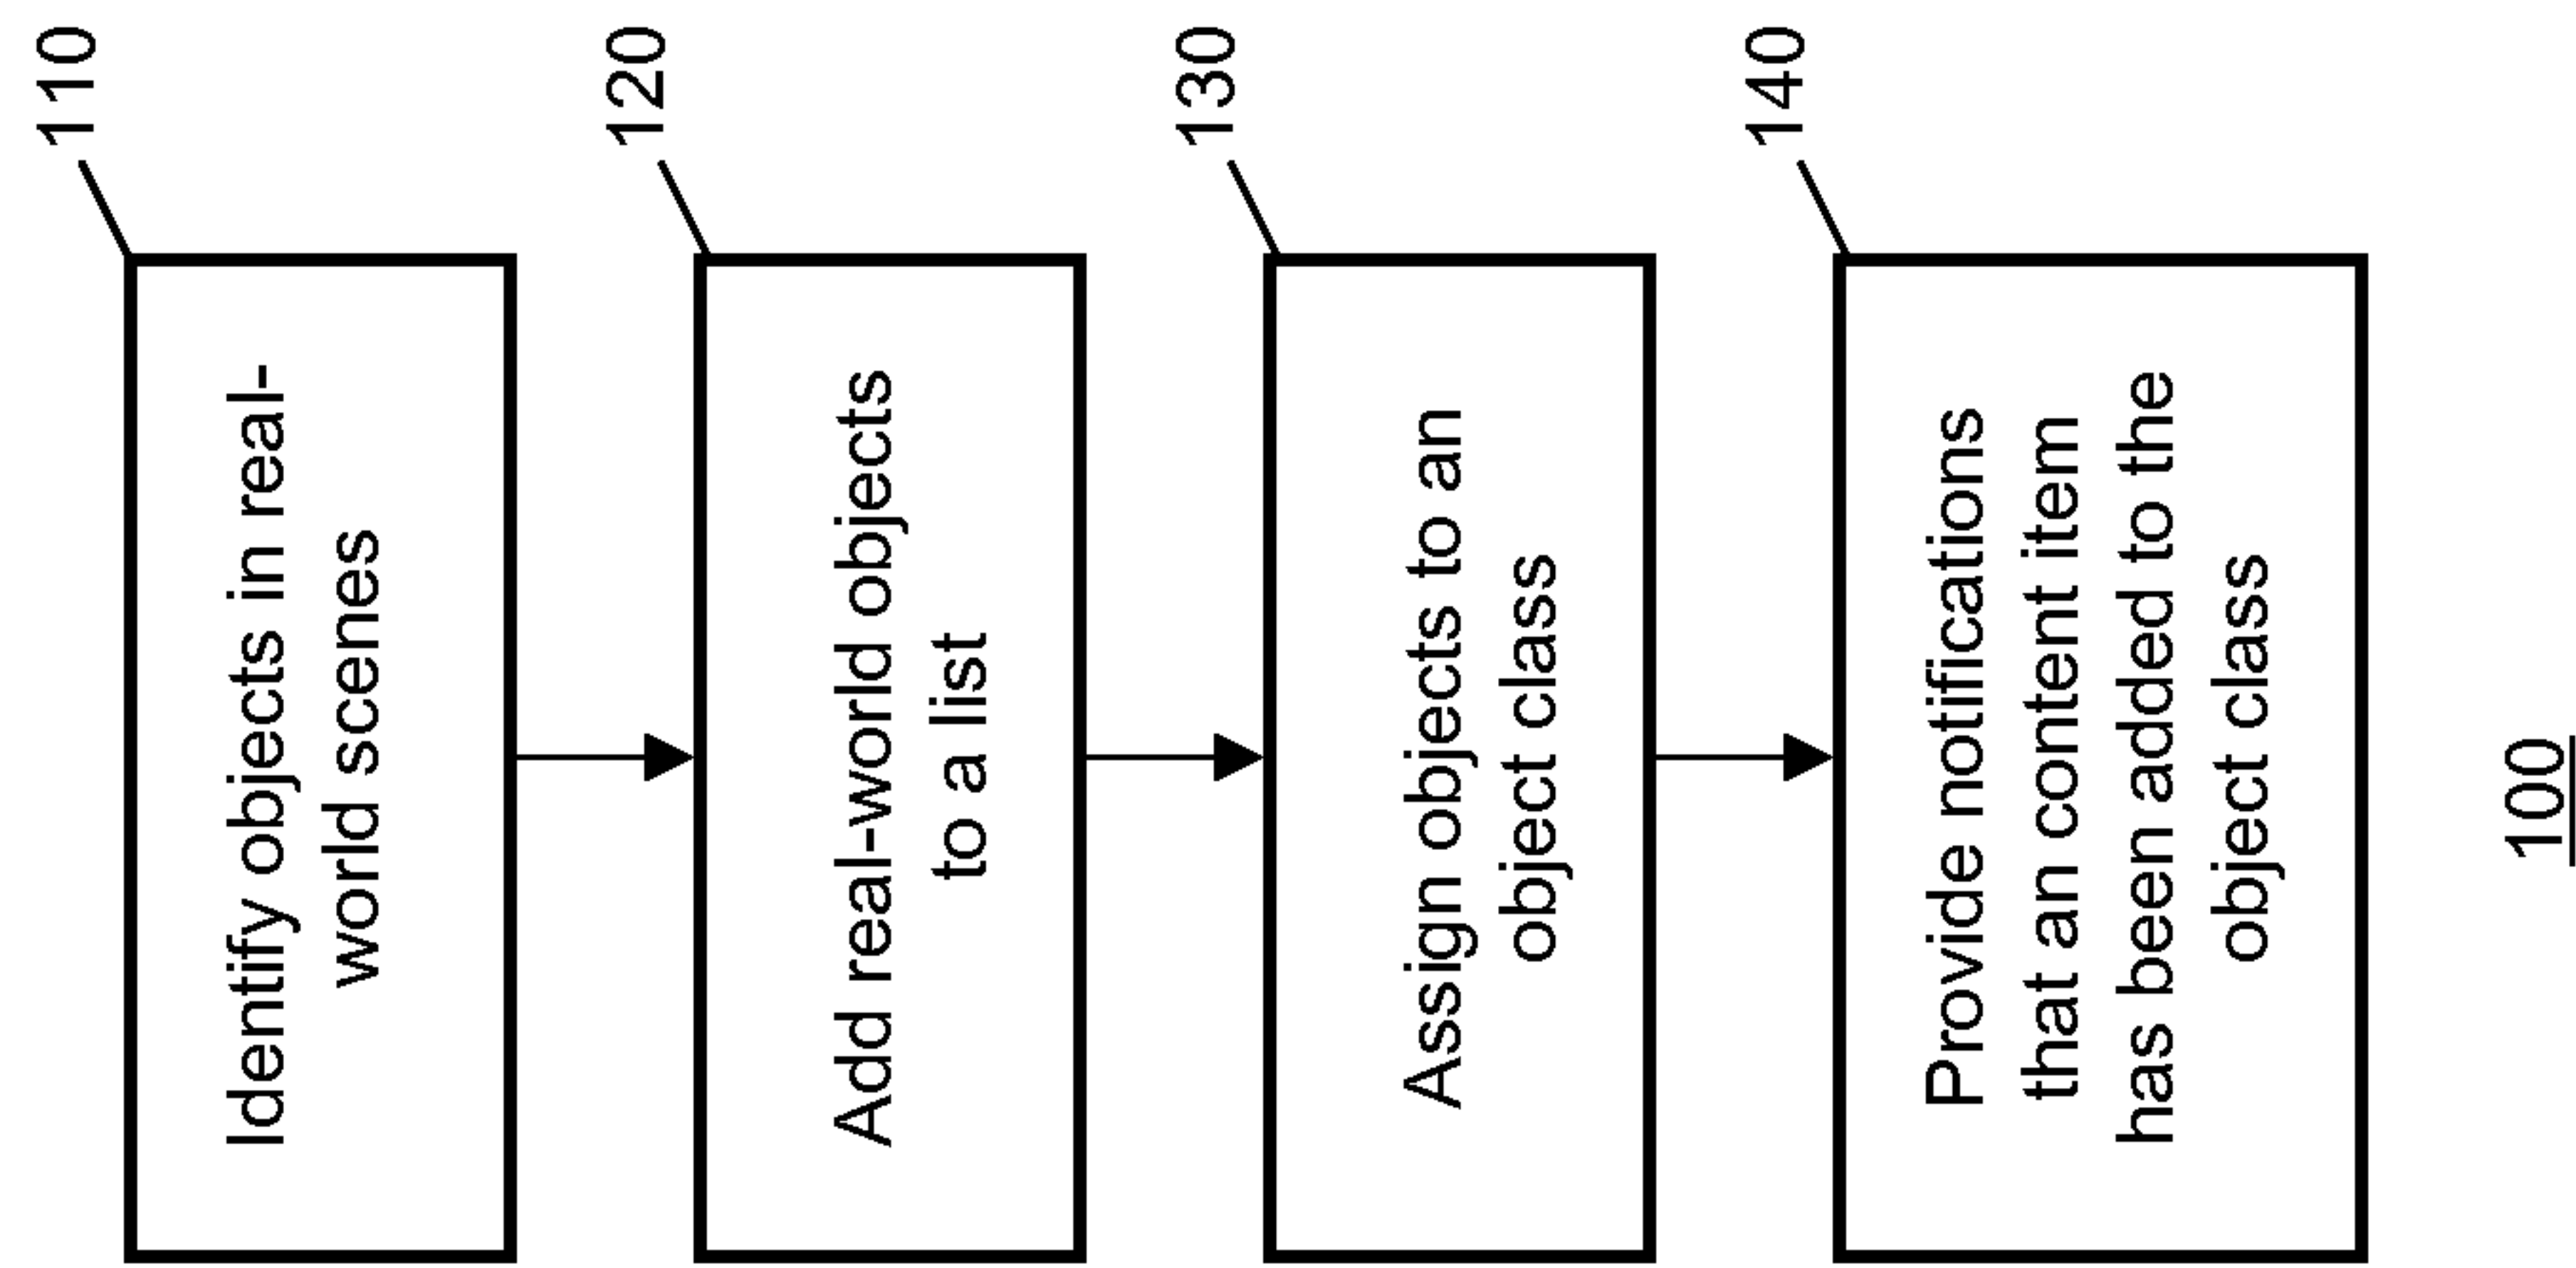 110
Identify objects in real-
world scenes
120
Add real-world objects
to a list
130
Assign objects to an
object class
140
Provide notifications
that an content item
has been added to the
object class
100